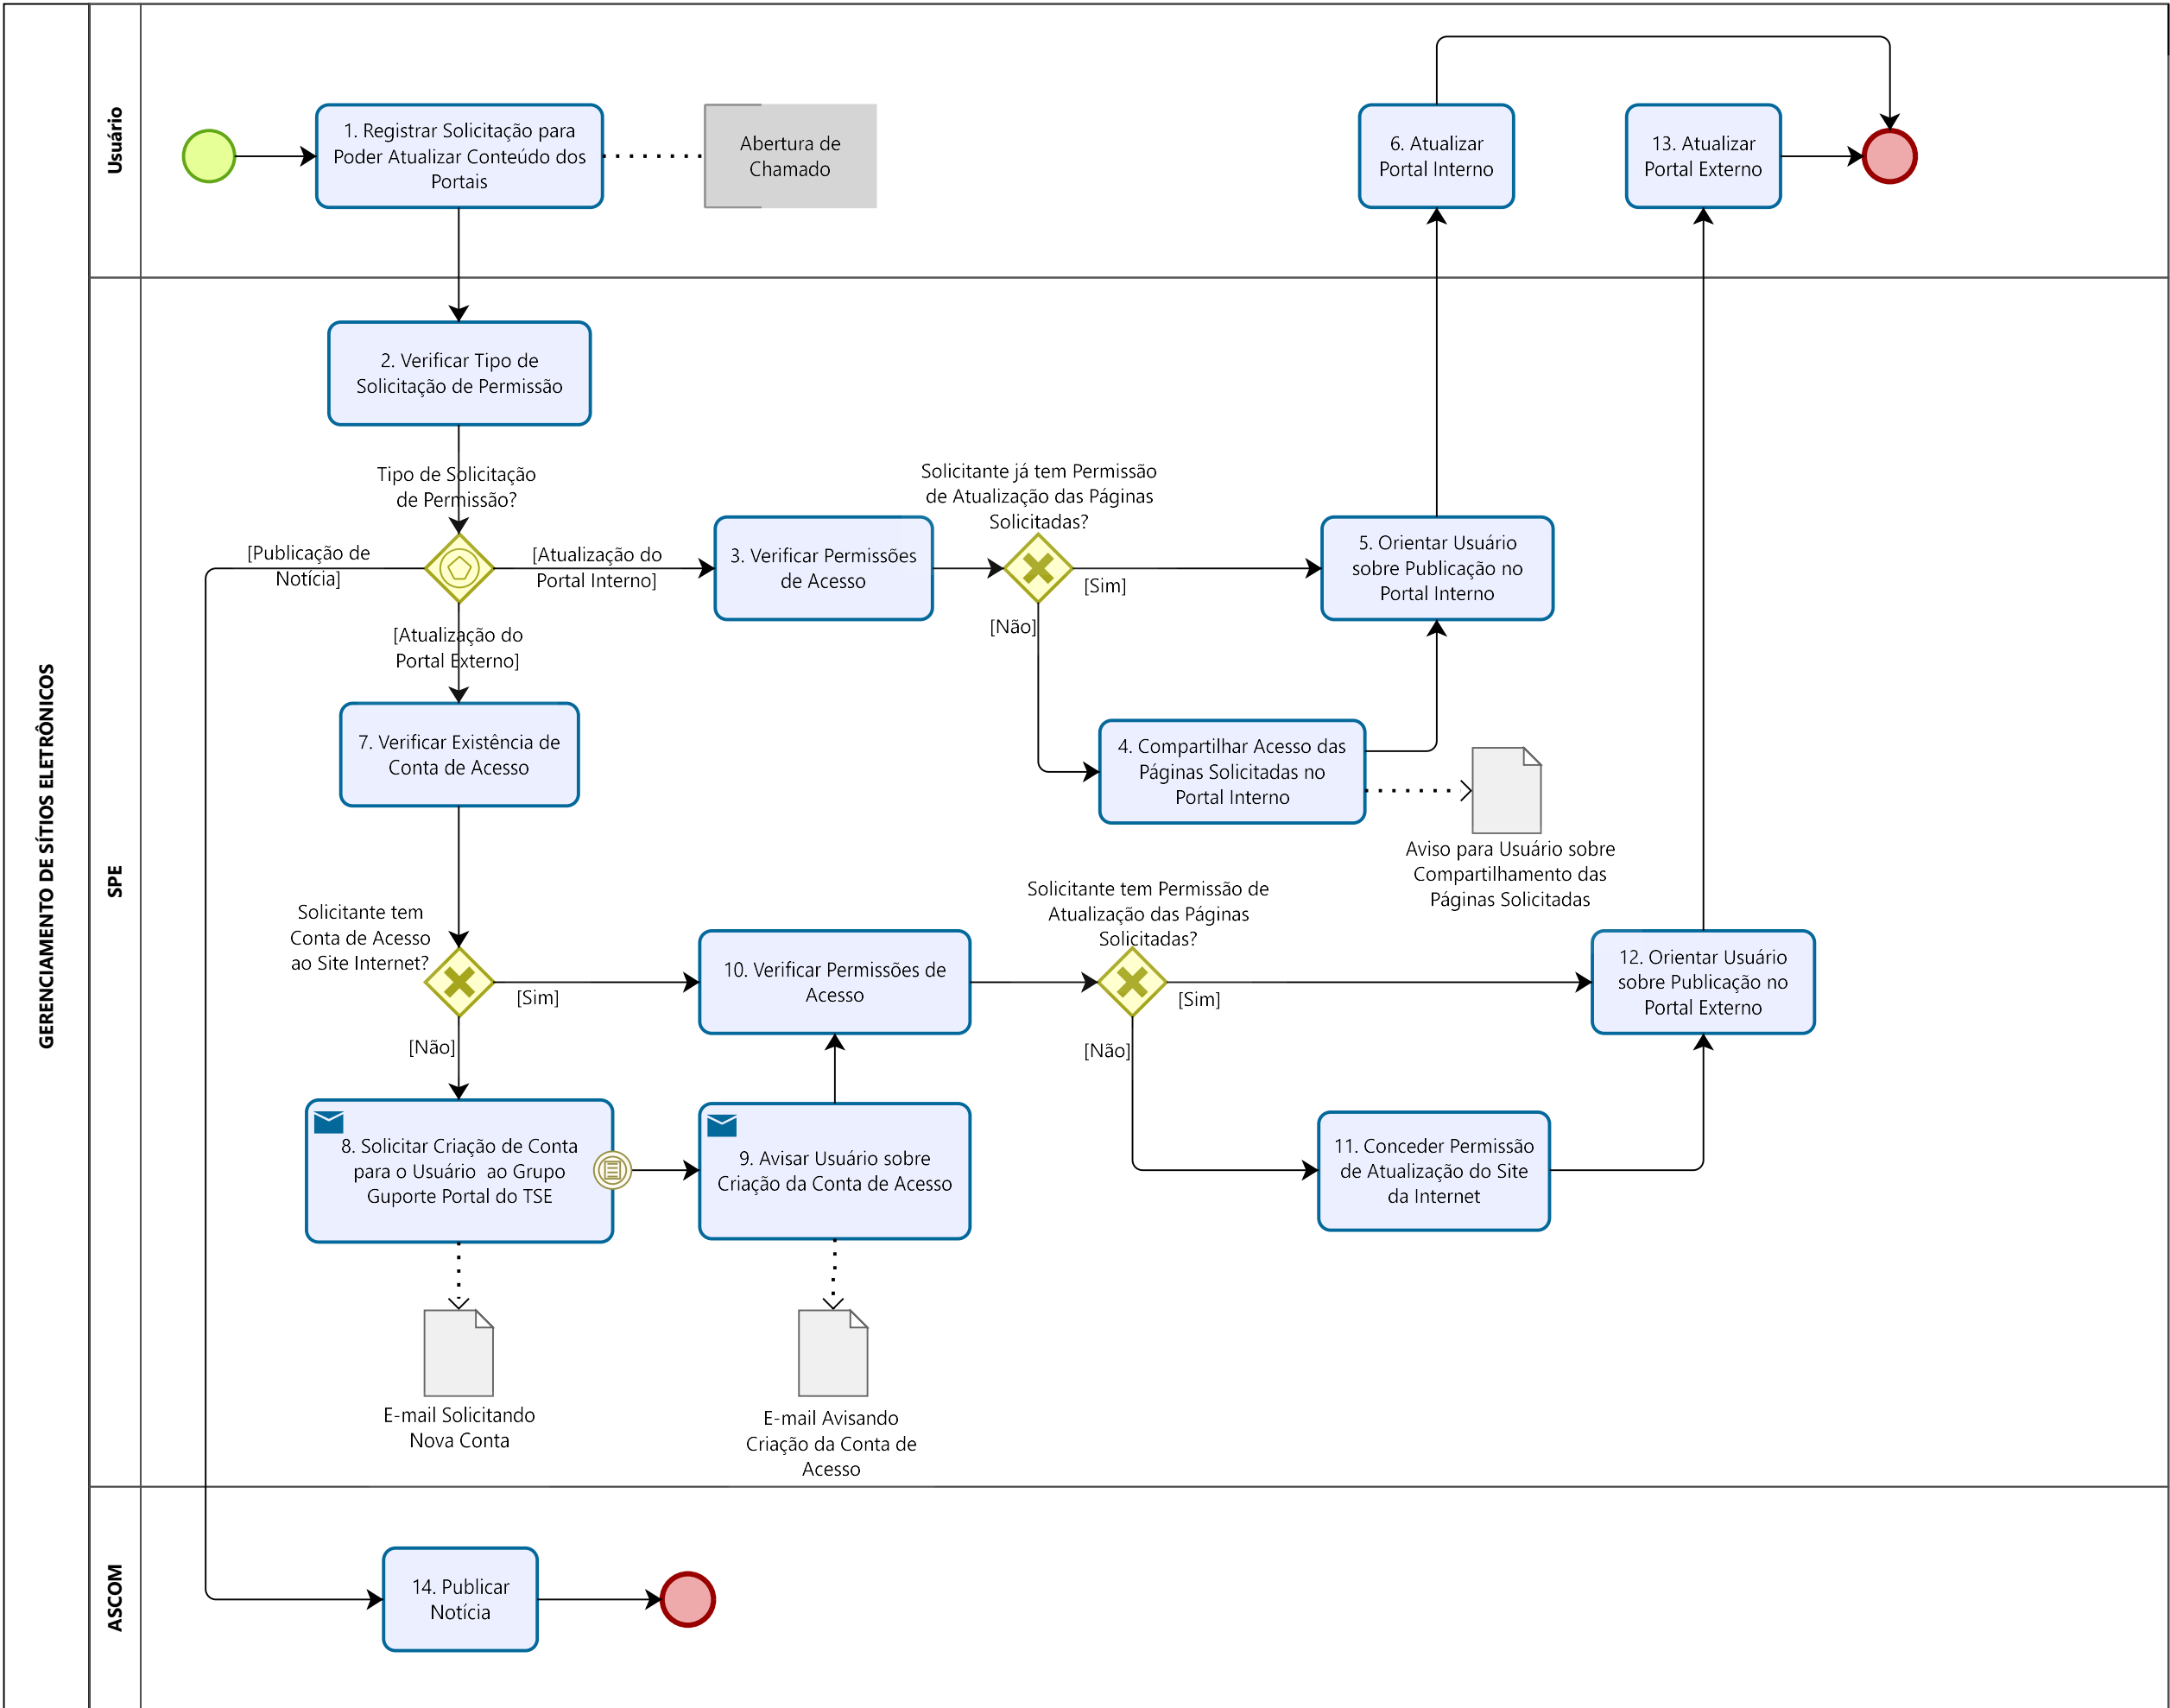 GERENCIAMENTO DE SÍTIOS ELETRÔNICOS
Usuário
1. Registrar Solicitação para
Poder Atualizar Conteúdo dos
Portais
Abertura de
Chamado
6. Atualizar
Portal Interno
13. Atualizar
Portal Externo
SPE
2. Verificar Tipo de
Solicitação de Permissão
Tipo de Solicitação
de Permissão?
[Publicação de
Notícia]
[Atualização do
Portal Interno]
[Atualização do
Portal Externo]
3. Verificar Permissões
de Acesso
Solicitante já tem Permissão
de Atualização das Páginas
Solicitadas?
[Sim]
[Não]
5. Orientar Usuário
sobre Publicação no
Portal Interno
4. Compartilhar Acesso das
Páginas Solicitadas no
Portal Interno
Aviso para Usuário sobre
Compartilhamento das
Páginas Solicitadas
7. Verificar Existência de
Conta de Acesso
Solicitante tem
Conta de Acesso
ao Site Internet?
[Sim]
[Não]
10. Verificar Permissões de
Acesso
Solicitante tem Permissão de
Atualização das Páginas
Solicitadas?
[Sim]
[Não]
12. Orientar Usuário
sobre Publicação no
Portal Externo
8. Solicitar Criação de Conta
para o Usuário  ao Grupo
Guporte Portal do TSE
9. Avisar Usuário sobre
Criação da Conta de Acesso
11. Conceder Permissão
de Atualização do Site
da Internet
E-mail Solicitando
Nova Conta
E-mail Avisando
Criação da Conta de
Acesso
ASCOM
14. Publicar
Notícia